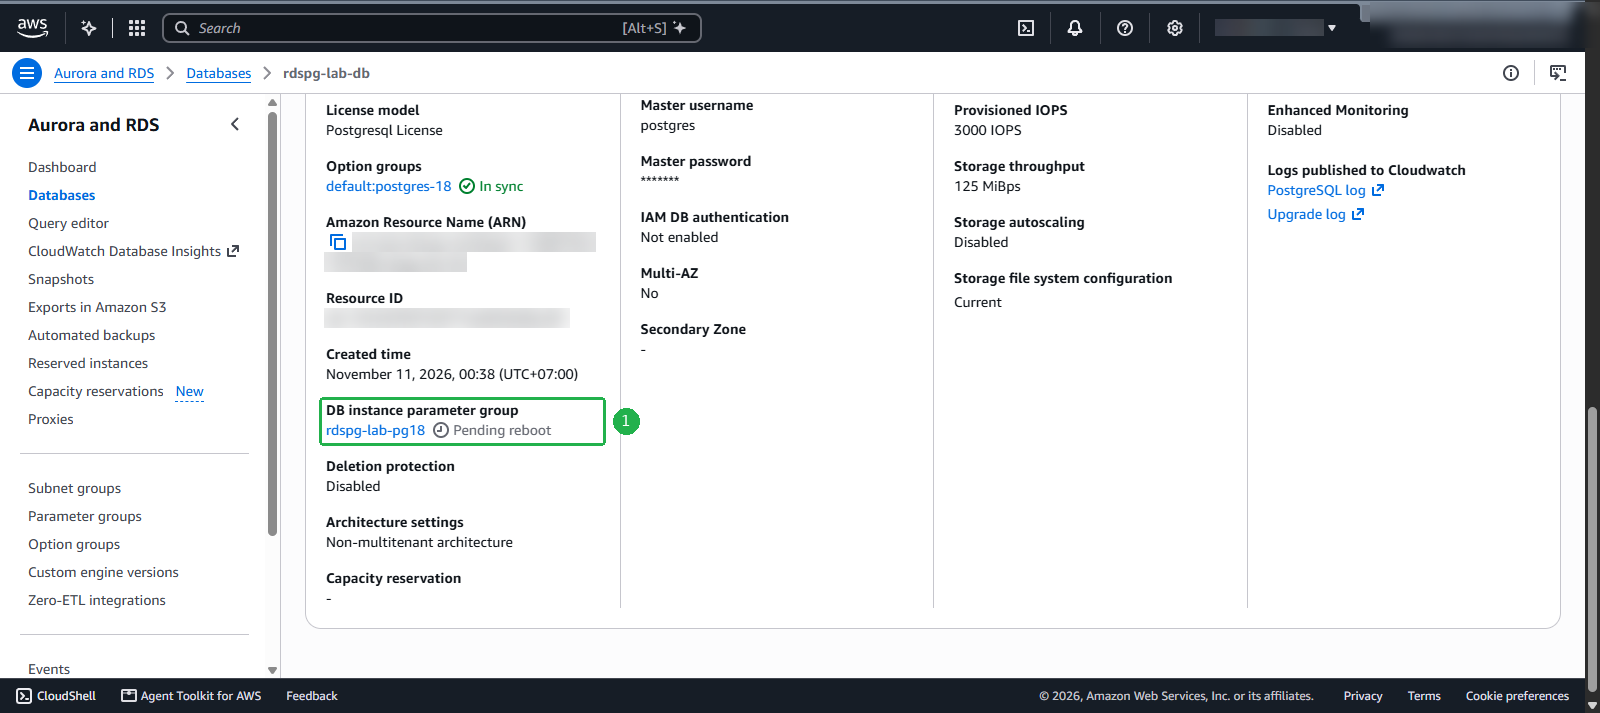 aws
Search
[Alt+S]
Aurora and RDS
Databases
rdspg-lab-db
Aurora and RDS
Dashboard
Databases
Query editor
CloudWatch Database Insights
Snapshots
Exports in Amazon S3
Automated backups
Reserved instances
Capacity reservations New
Proxies
Subnet groups
Parameter groups
Option groups
Custom engine versions
Zero-ETL integrations
Events
License model
Postgresql License
Option groups
default:postgres-18 In sync
Amazon Resource Name (ARN)
Resource ID
Created time
November 11, 2026, 00:38 (UTC+07:00)
DB instance parameter group
rdspg-lab-pg18 Pending reboot
1
Deletion protection
Disabled
Architecture settings
Non-multitenant architecture
Capacity reservation
-
Master username
postgres
Master password
*******
IAM DB authentication
Not enabled
Multi-AZ
No
Secondary Zone
-
Provisioned IOPS
3000 IOPS
Storage throughput
125 MiBps
Storage autoscaling
Disabled
Storage file system configuration
Current
Enhanced Monitoring
Disabled
Logs published to Cloudwatch
PostgreSQL log
Upgrade log
CloudShell
Agent Toolkit for AWS
Feedback
© 2026, Amazon Web Services, Inc. or its affiliates.
Privacy
Terms
Cookie preferences